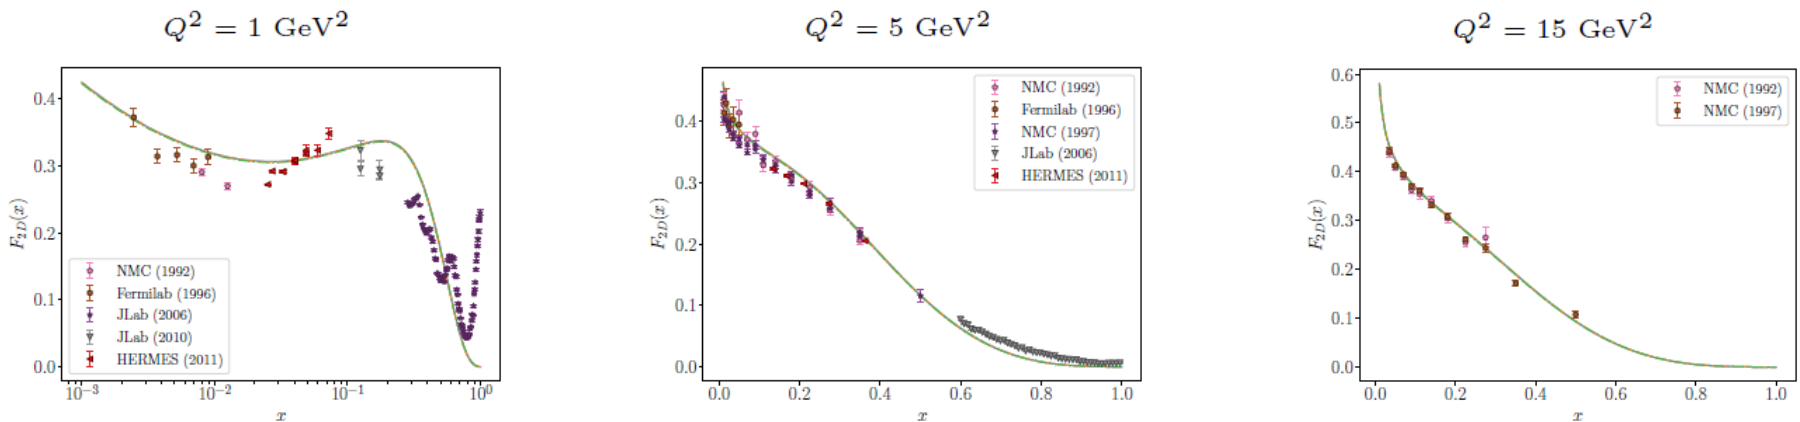 Q² = 1 GeV²
0.4
0.3
0.2
0.1
0.0
F₂D(x)
NMC (1992)
Fermilab (1996)
JLab (2006)
JLab (2010)
HERMES (2011)
10⁻³ 10⁻² 10⁻¹ 10⁰
x
Q² = 5 GeV²
0.4
0.3
0.2
0.1
0.0
F₂D(x)
NMC (1992)
Fermilab (1996)
NMC (1997)
JLab (2006)
HERMES (2011)
0.0 0.2 0.4 0.6 0.8 1.0
x
Q² = 15 GeV²
0.6
0.5
0.4
0.3
0.2
0.1
0.0
F₂D(x)
NMC (1992)
NMC (1997)
0.0 0.2 0.4 0.6 0.8 1.0
x